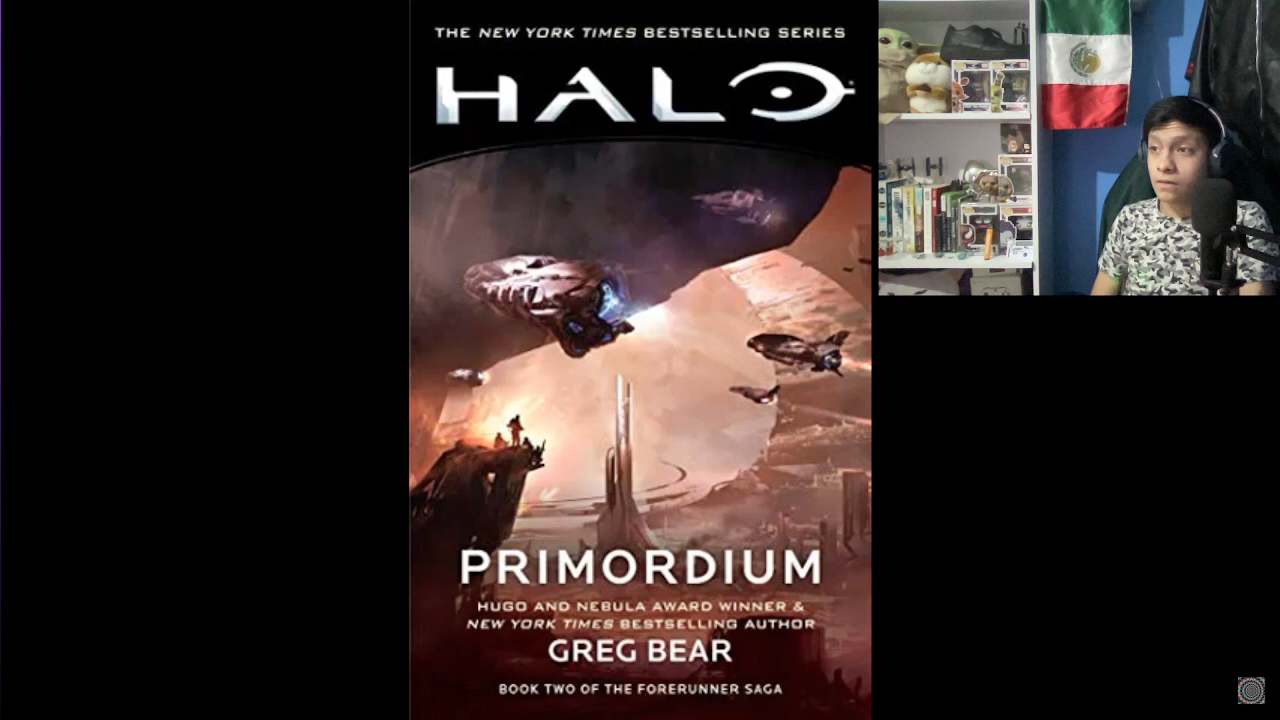 THE NEW YORK TIMES BESTSELLING SERIES
HALO
PRIMORDIUM
HUGO AND NEBULA AWARD WINNER &
NEW YORK TIMES BESTSELLING AUTHOR
GREG BEAR
BOOK TWO OF THE FORERUNNER SAGA